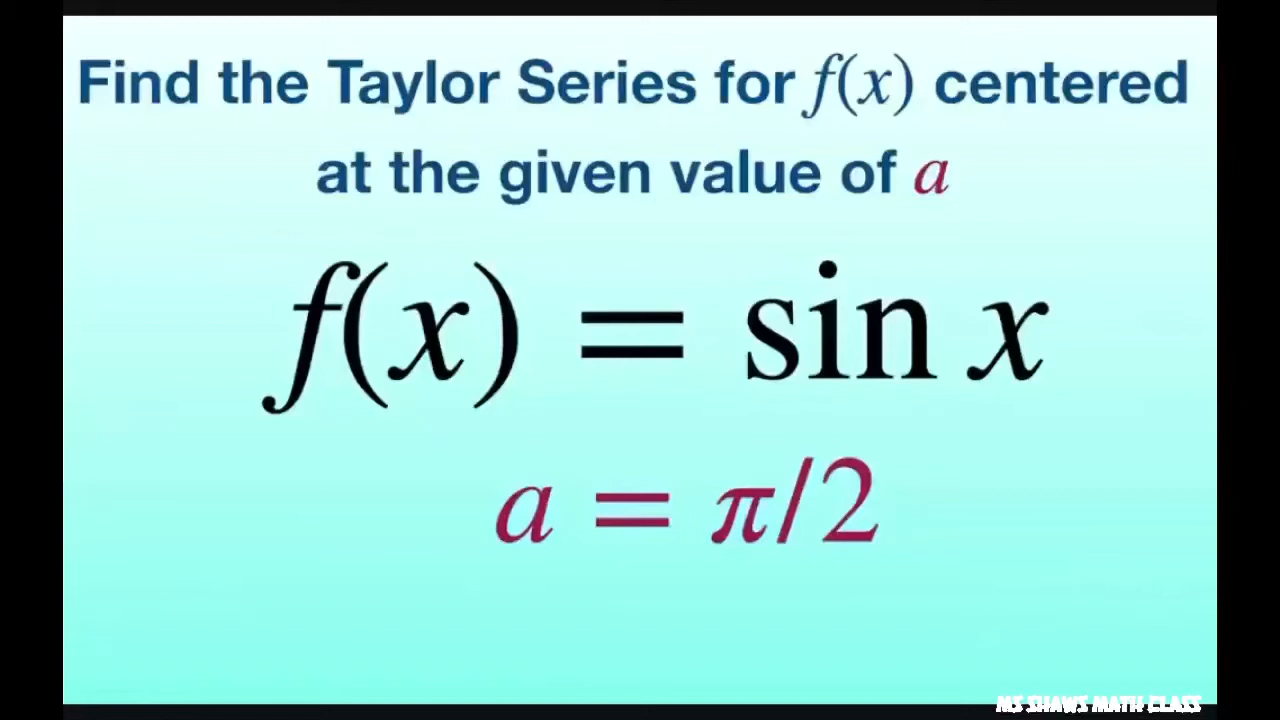 Find the Taylor Series for f(x) centered
at the given value of a
f(x) = sin x
a = π/2
MS SHAWS MATH CLASS